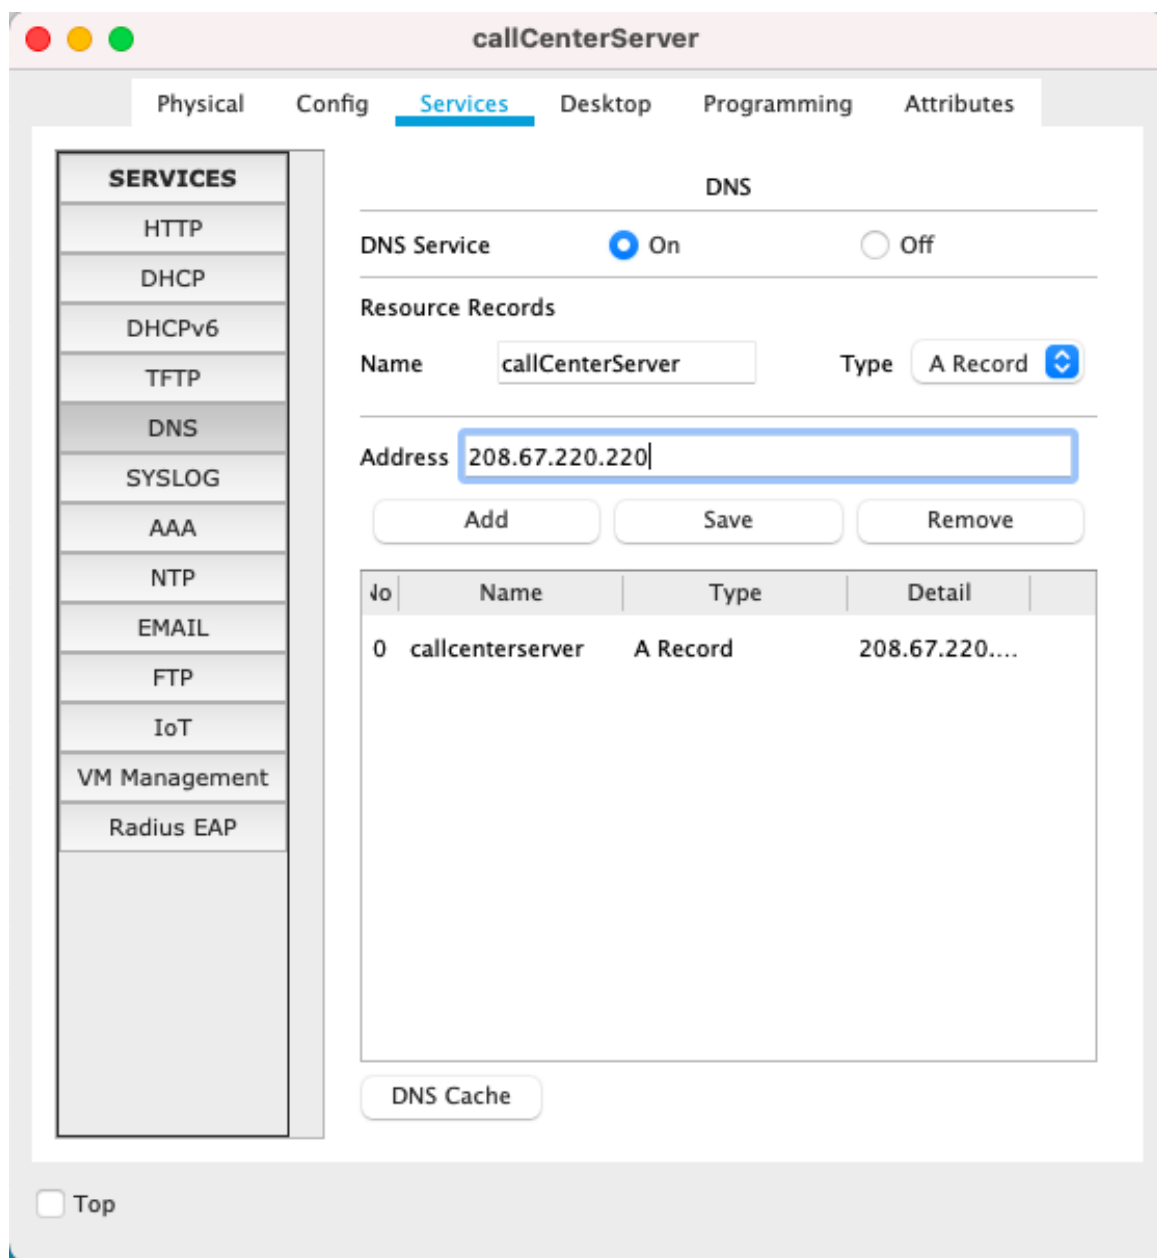 callCenterServer
Physical Config Services Desktop Programming Attributes
SERVICES
HTTP
DHCP
DHCPv6
TFTP
DNS
SYSLOG
AAA
NTP
EMAIL
FTP
IoT
VM Management
Radius EAP
DNS
DNS Service On Off
Resource Records
Name callCenterServer Type A Record
Address 208.67.220.220
Add Save Remove
No Name Type Detail
0 callcenterserver A Record 208.67.220....
DNS Cache
Top